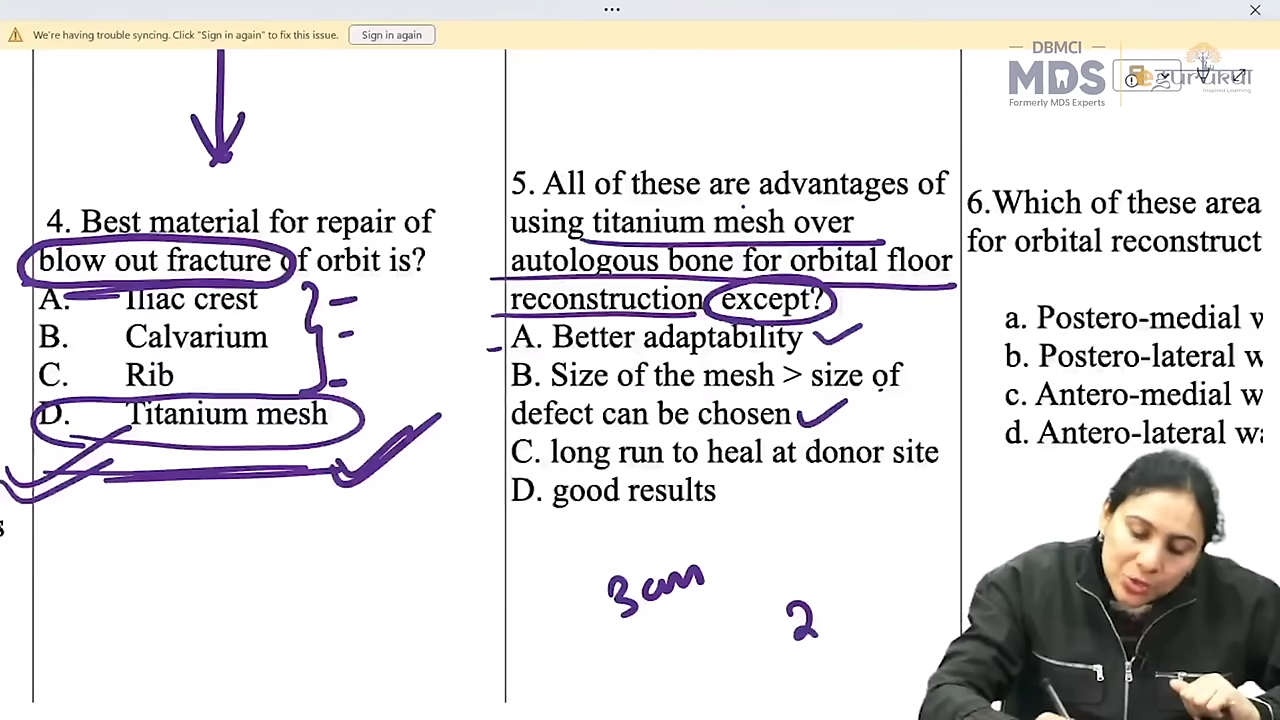 We're having trouble syncing. Click "Sign in again" to fix this issue.
Sign in again
DBMCI
MDS
Formerly MDS Experts
Inspired Learning
4. Best material for repair of
blow out fracture of orbit is?
A. Iliac crest
B. Calvarium
C. Rib
D. Titanium mesh
s
5. All of these are advantages of
using titanium mesh over
autologous bone for orbital floor
reconstruction except?
A. Better adaptability
B. Size of the mesh > size of
defect can be chosen
C. long run to heal at donor site
D. good results
3 cm
2
6.Which of these area
for orbital reconstruct
a. Postero-medial w
b. Postero-lateral w
c. Antero-medial w
d. Antero-lateral wa